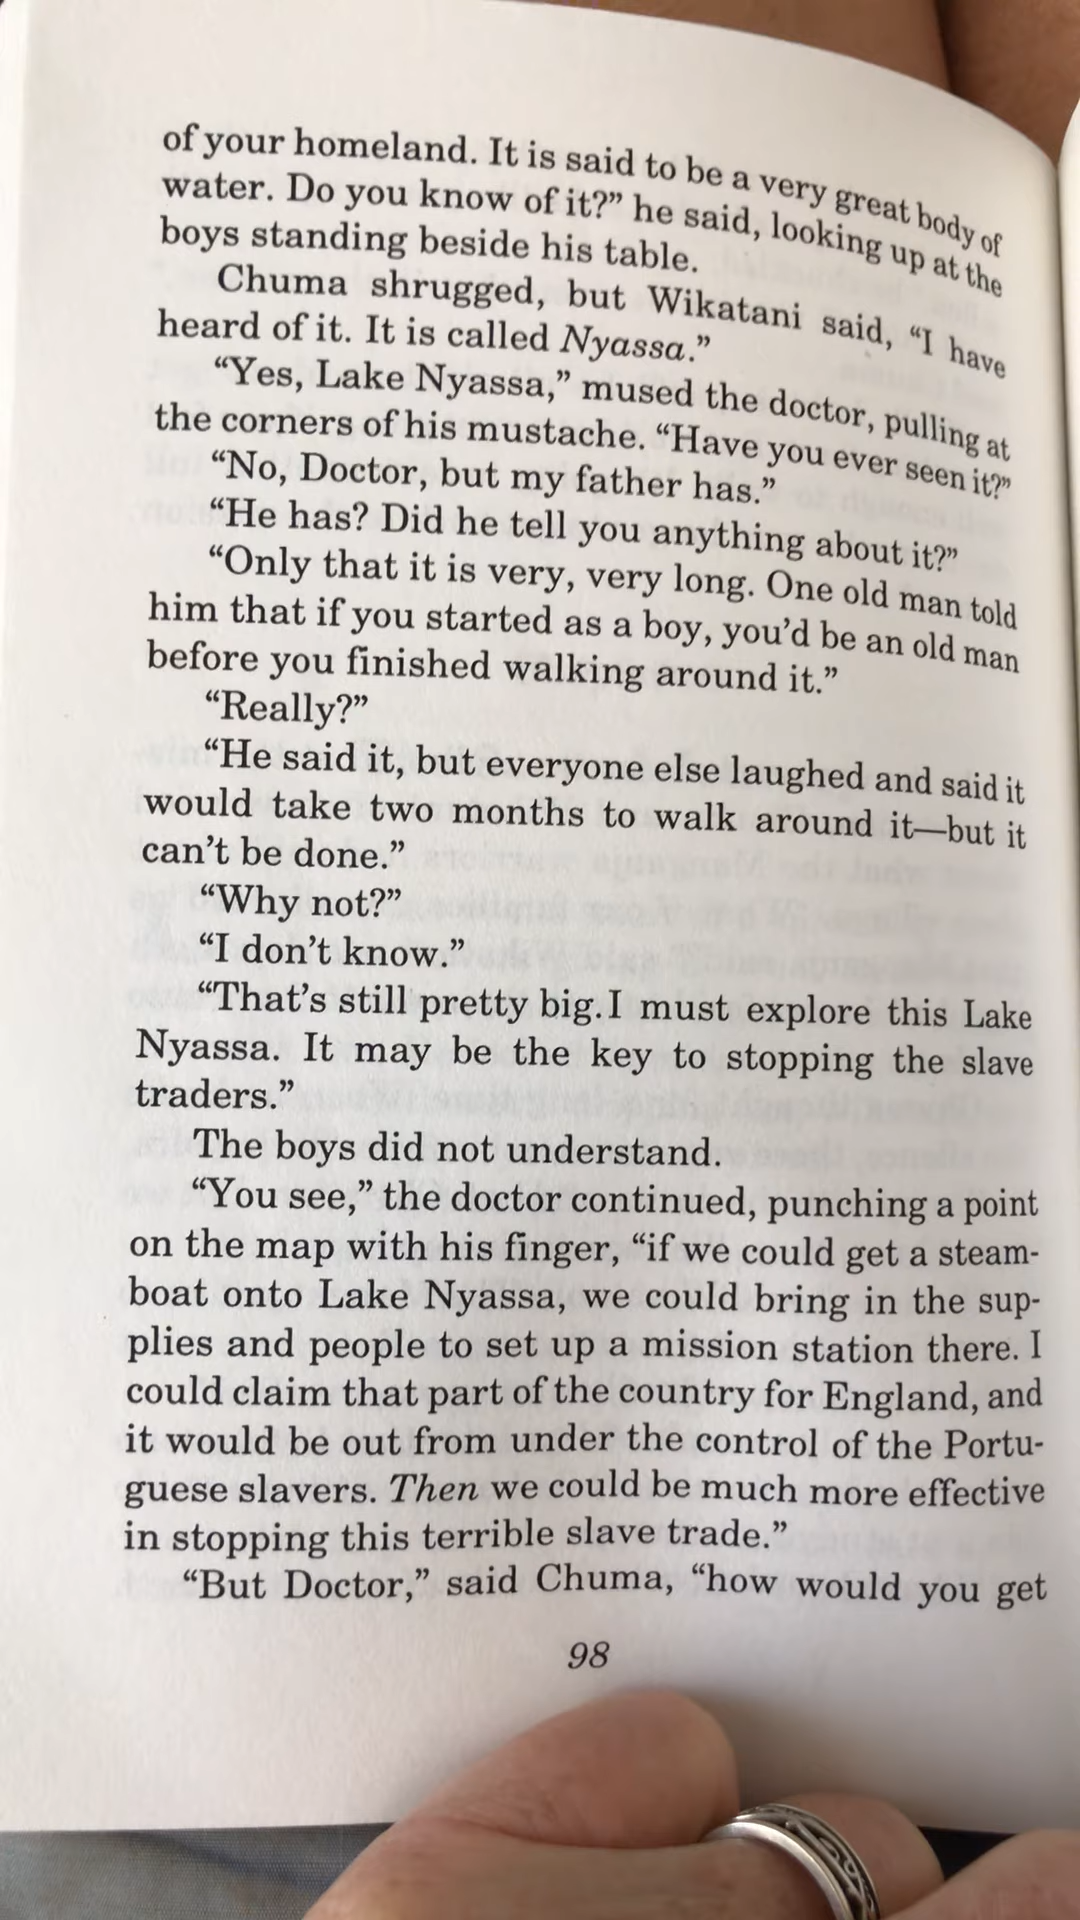 of your homeland. It is said to be a very great body of
water. Do you know of it?” he said, looking up at the
boys standing beside his table.
Chuma shrugged, but Wikatani said, “I have
heard of it. It is called Nyassa.”
“Yes, Lake Nyassa,” mused the doctor, pulling at
the corners of his mustache. “Have you ever seen it?”
“No, Doctor, but my father has.”
“He has? Did he tell you anything about it?”
“Only that it is very, very long. One old man told
him that if you started as a boy, you’d be an old man
before you finished walking around it.”
“Really?”
“He said it, but everyone else laughed and said it
would take two months to walk around it—but it
can’t be done.”
“Why not?”
“I don’t know.”
“That’s still pretty big. I must explore this Lake
Nyassa. It may be the key to stopping the slave
traders.”
The boys did not understand.
“You see,” the doctor continued, punching a point
on the map with his finger, “if we could get a steam-
boat onto Lake Nyassa, we could bring in the sup-
plies and people to set up a mission station there. I
could claim that part of the country for England, and
it would be out from under the control of the Portu-
guese slavers. Then we could be much more effective
in stopping this terrible slave trade.”
“But Doctor,” said Chuma, “how would you get
98